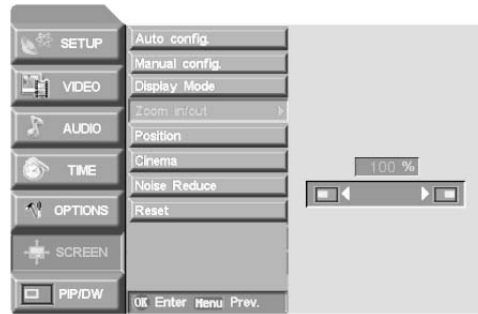 SETUP
VIDEO
AUDIO
TIME
OPTIONS
SCREEN
PIP/DW
Auto config.
Manual config.
Display Mode
Zoom in/out
Position
Cinema
Noise Reduce
Reset
OK Enter Menu Prev.
100 %